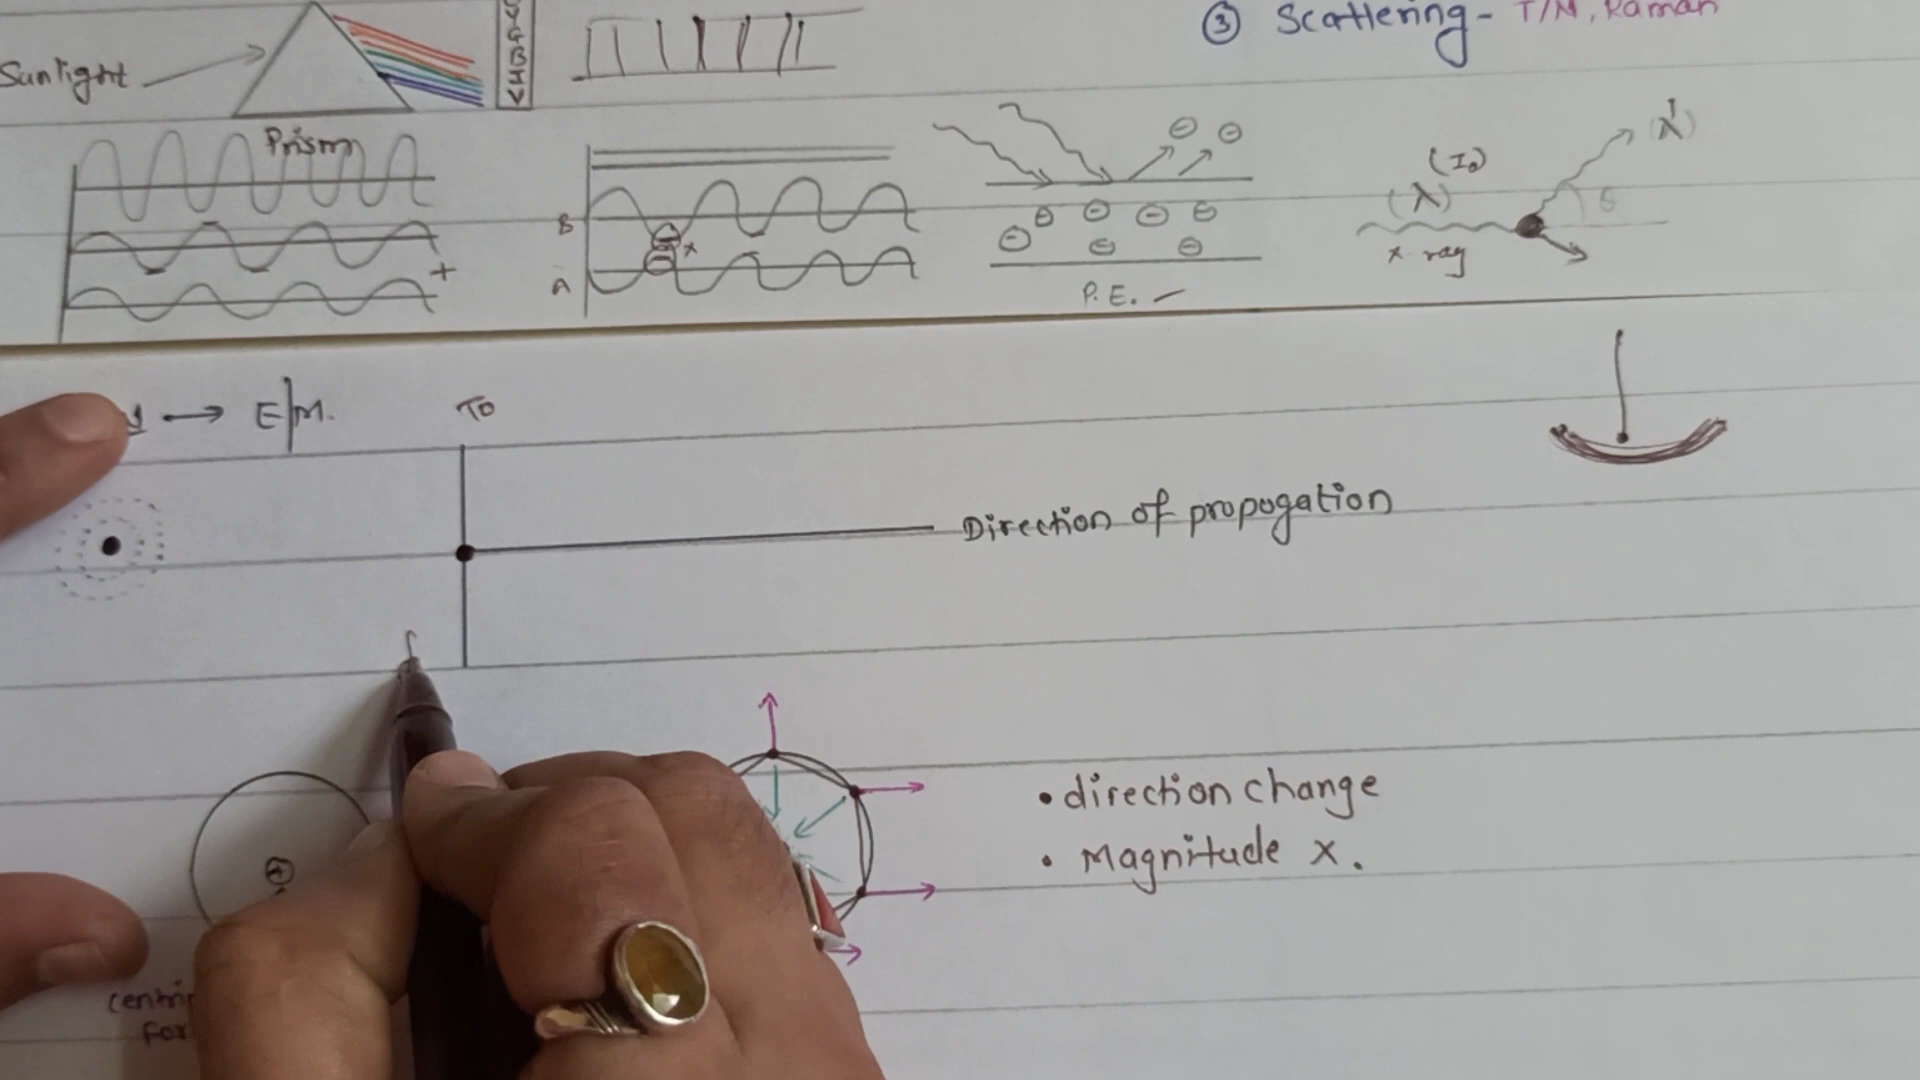 ③ Scattering - T/M, Raman
Sunlight
V
G
B
I
V
Prism
+
B
A
x
P.E.
(λ)
(I₀)
x-ray
θ
(λ')
→ E/M.
To
Direction of propogation
• direction change
• Magnitude x.
+